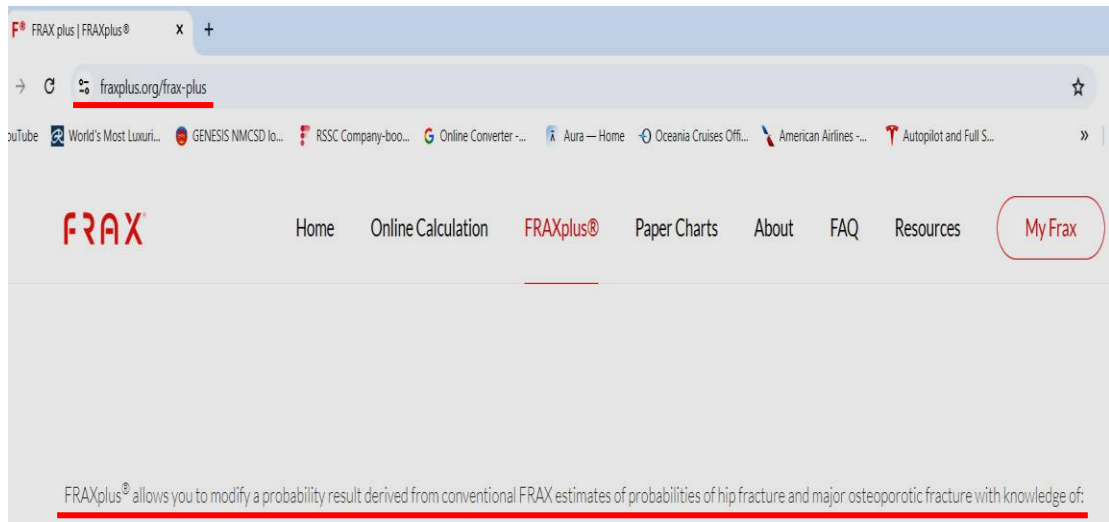 F® FRAX plus | FRAXplus® x +
fraxplus.org/frax-plus
ouTube World's Most Luxuri... GENESIS NMCSD lo... RSSC Company-boo... Online Converter -... Aura — Home Oceania Cruises Offi... American Airlines -... Autopilot and Full S... »
FRAX® Home Online Calculation FRAXplus® Paper Charts About FAQ Resources My Frax
FRAXplus® allows you to modify a probability result derived from conventional FRAX estimates of probabilities of hip fracture and major osteoporotic fracture with knowledge of: